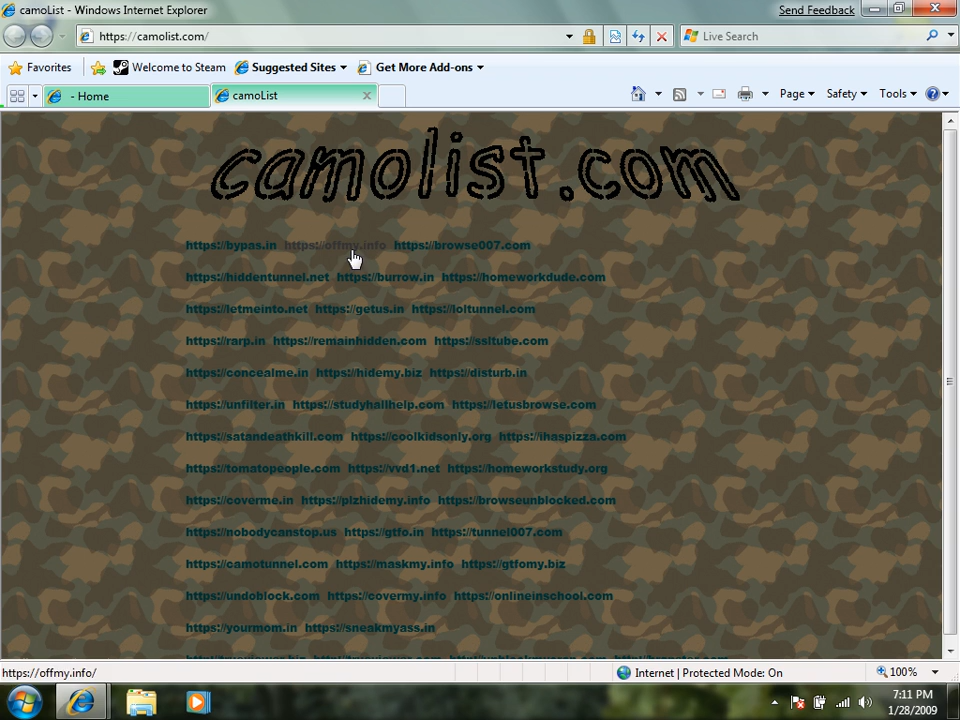 camoList - Windows Internet Explorer
Send Feedback
https://camolist.com/
Live Search
Favorites Welcome to Steam Suggested Sites Get More Add-ons
- Home camoList
Page Safety Tools
camolist.com
https://bypas.in https://offmy.info https://browse007.com
https://hiddentunnel.net https://burrow.in https://homeworkdude.com
https://letmeinto.net https://getus.in https://loltunnel.com
https://rarp.in https://remainhidden.com https://ssltube.com
https://concealme.in https://hidemy.biz https://disturb.in
https://unfilter.in https://studyhallhelp.com https://letusbrowse.com
https://satandeathkill.com https://coolkidsonly.org https://ihaspizza.com
https://tomatopeople.com https://vvd1.net https://homeworkstudy.org
https://coverme.in https://plzhidemy.info https://browseunblocked.com
https://nobodycanstop.us https://gtfo.in https://tunnel007.com
https://camotunnel.com https://maskmy.info https://gtfomy.biz
https://undoblock.com https://covermy.info https://onlineinschool.com
https://yourmom.in https://sneakmyass.in
https://offmy.info/
Internet | Protected Mode: On
100%
7:11 PM
1/28/2009